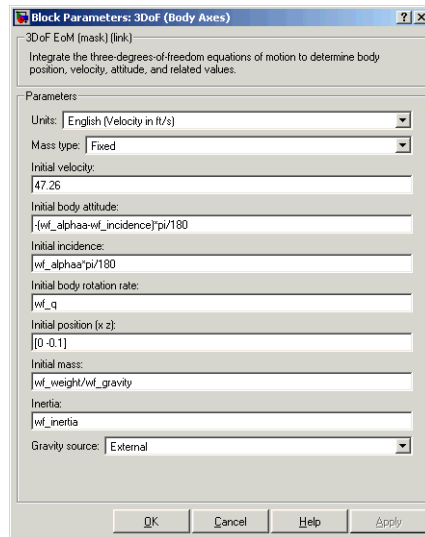 Block Parameters: 3DoF (Body Axes)
3DoF EoM (mask) (link)
Integrate the three-degrees-of-freedom equations of motion to determine body
position, velocity, attitude, and related values.
Parameters
Units: English (Velocity in ft/s)
Mass type: Fixed
Initial velocity:
47.26
Initial body attitude:
-(wf_alphaa-wf_incidence)*pi/180
Initial incidence:
wf_alphaa*pi/180
Initial body rotation rate:
wf_q
Initial position (x z):
[0 -0.1]
Initial mass:
wf_weight/wf_gravity
Inertia:
wf_inertia
Gravity source: External
OK Cancel Help Apply